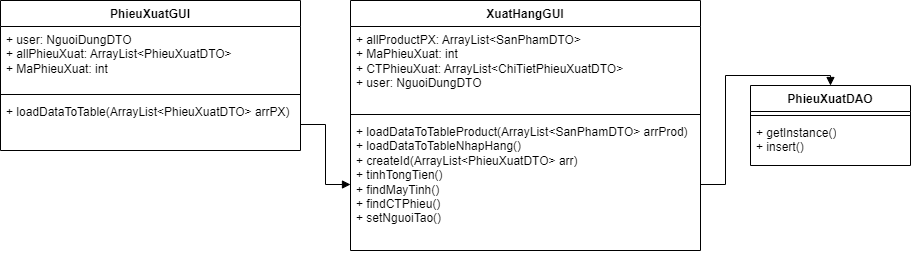 PhieuXuatGUI
+ user: NguoiDungDTO
+ allPhieuXuat: ArrayList<PhieuXuatDTO>
+ MaPhieuXuat: int
+ loadDataToTable(ArrayList<PhieuXuatDTO> arrPX)
XuatHangGUI
+ allProductPX: ArrayList<SanPhamDTO>
+ MaPhieuXuat: int
+ CTPhieuXuat: ArrayList<ChiTietPhieuXuatDTO>
+ user: NguoiDungDTO
+ loadDataToTableProduct(ArrayList<SanPhamDTO> arrProd)
+ loadDataToTableNhapHang()
+ createId(ArrayList<PhieuXuatDTO> arr)
+ tinhTongTien()
+ findMayTinh()
+ findCTPhieu()
+ setNguoiTao()
PhieuXuatDAO
+ getInstance()
+ insert()